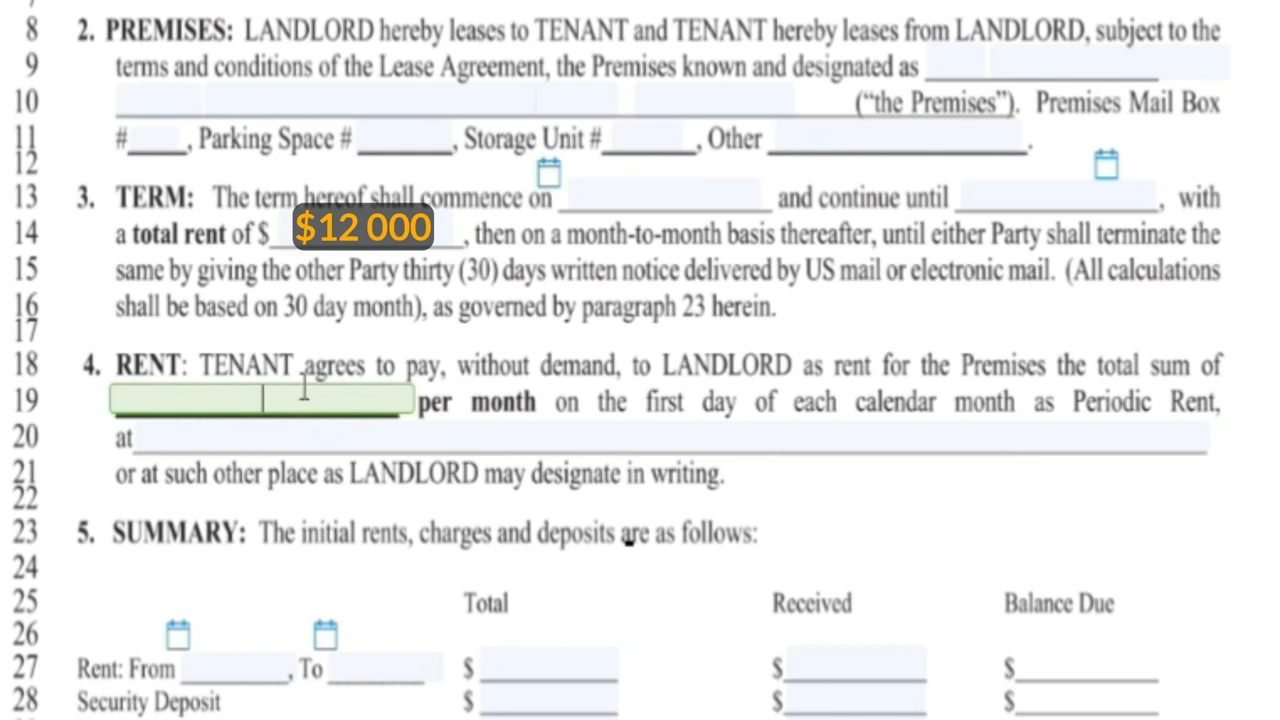 8 2. PREMISES: LANDLORD hereby leases to TENANT and TENANT hereby leases from LANDLORD, subject to the
9 terms and conditions of the Lease Agreement, the Premises known and designated as
10 ("the Premises"). Premises Mail Box
11 #_____, Parking Space # ________, Storage Unit #________, Other ____________________.
12
13 3. TERM: The term hereof shall commence on ________________ and continue until ________________, with
14 a total rent of $ $12 000, then on a month-to-month basis thereafter, until either Party shall terminate the
15 same by giving the other Party thirty (30) days written notice delivered by US mail or electronic mail. (All calculations
16 shall be based on 30 day month), as governed by paragraph 23 herein.
17
18 4. RENT: TENANT agrees to pay, without demand, to LANDLORD as rent for the Premises the total sum of
19 per month on the first day of each calendar month as Periodic Rent,
20 at
21 or at such other place as LANDLORD may designate in writing.
22
23 5. SUMMARY: The initial rents, charges and deposits are as follows:
24
25 Total Received Balance Due
26
27 Rent: From ________, To ________ $ ________ $ ________ $ ________
28 Security Deposit $ ________ $ ________ $ ________